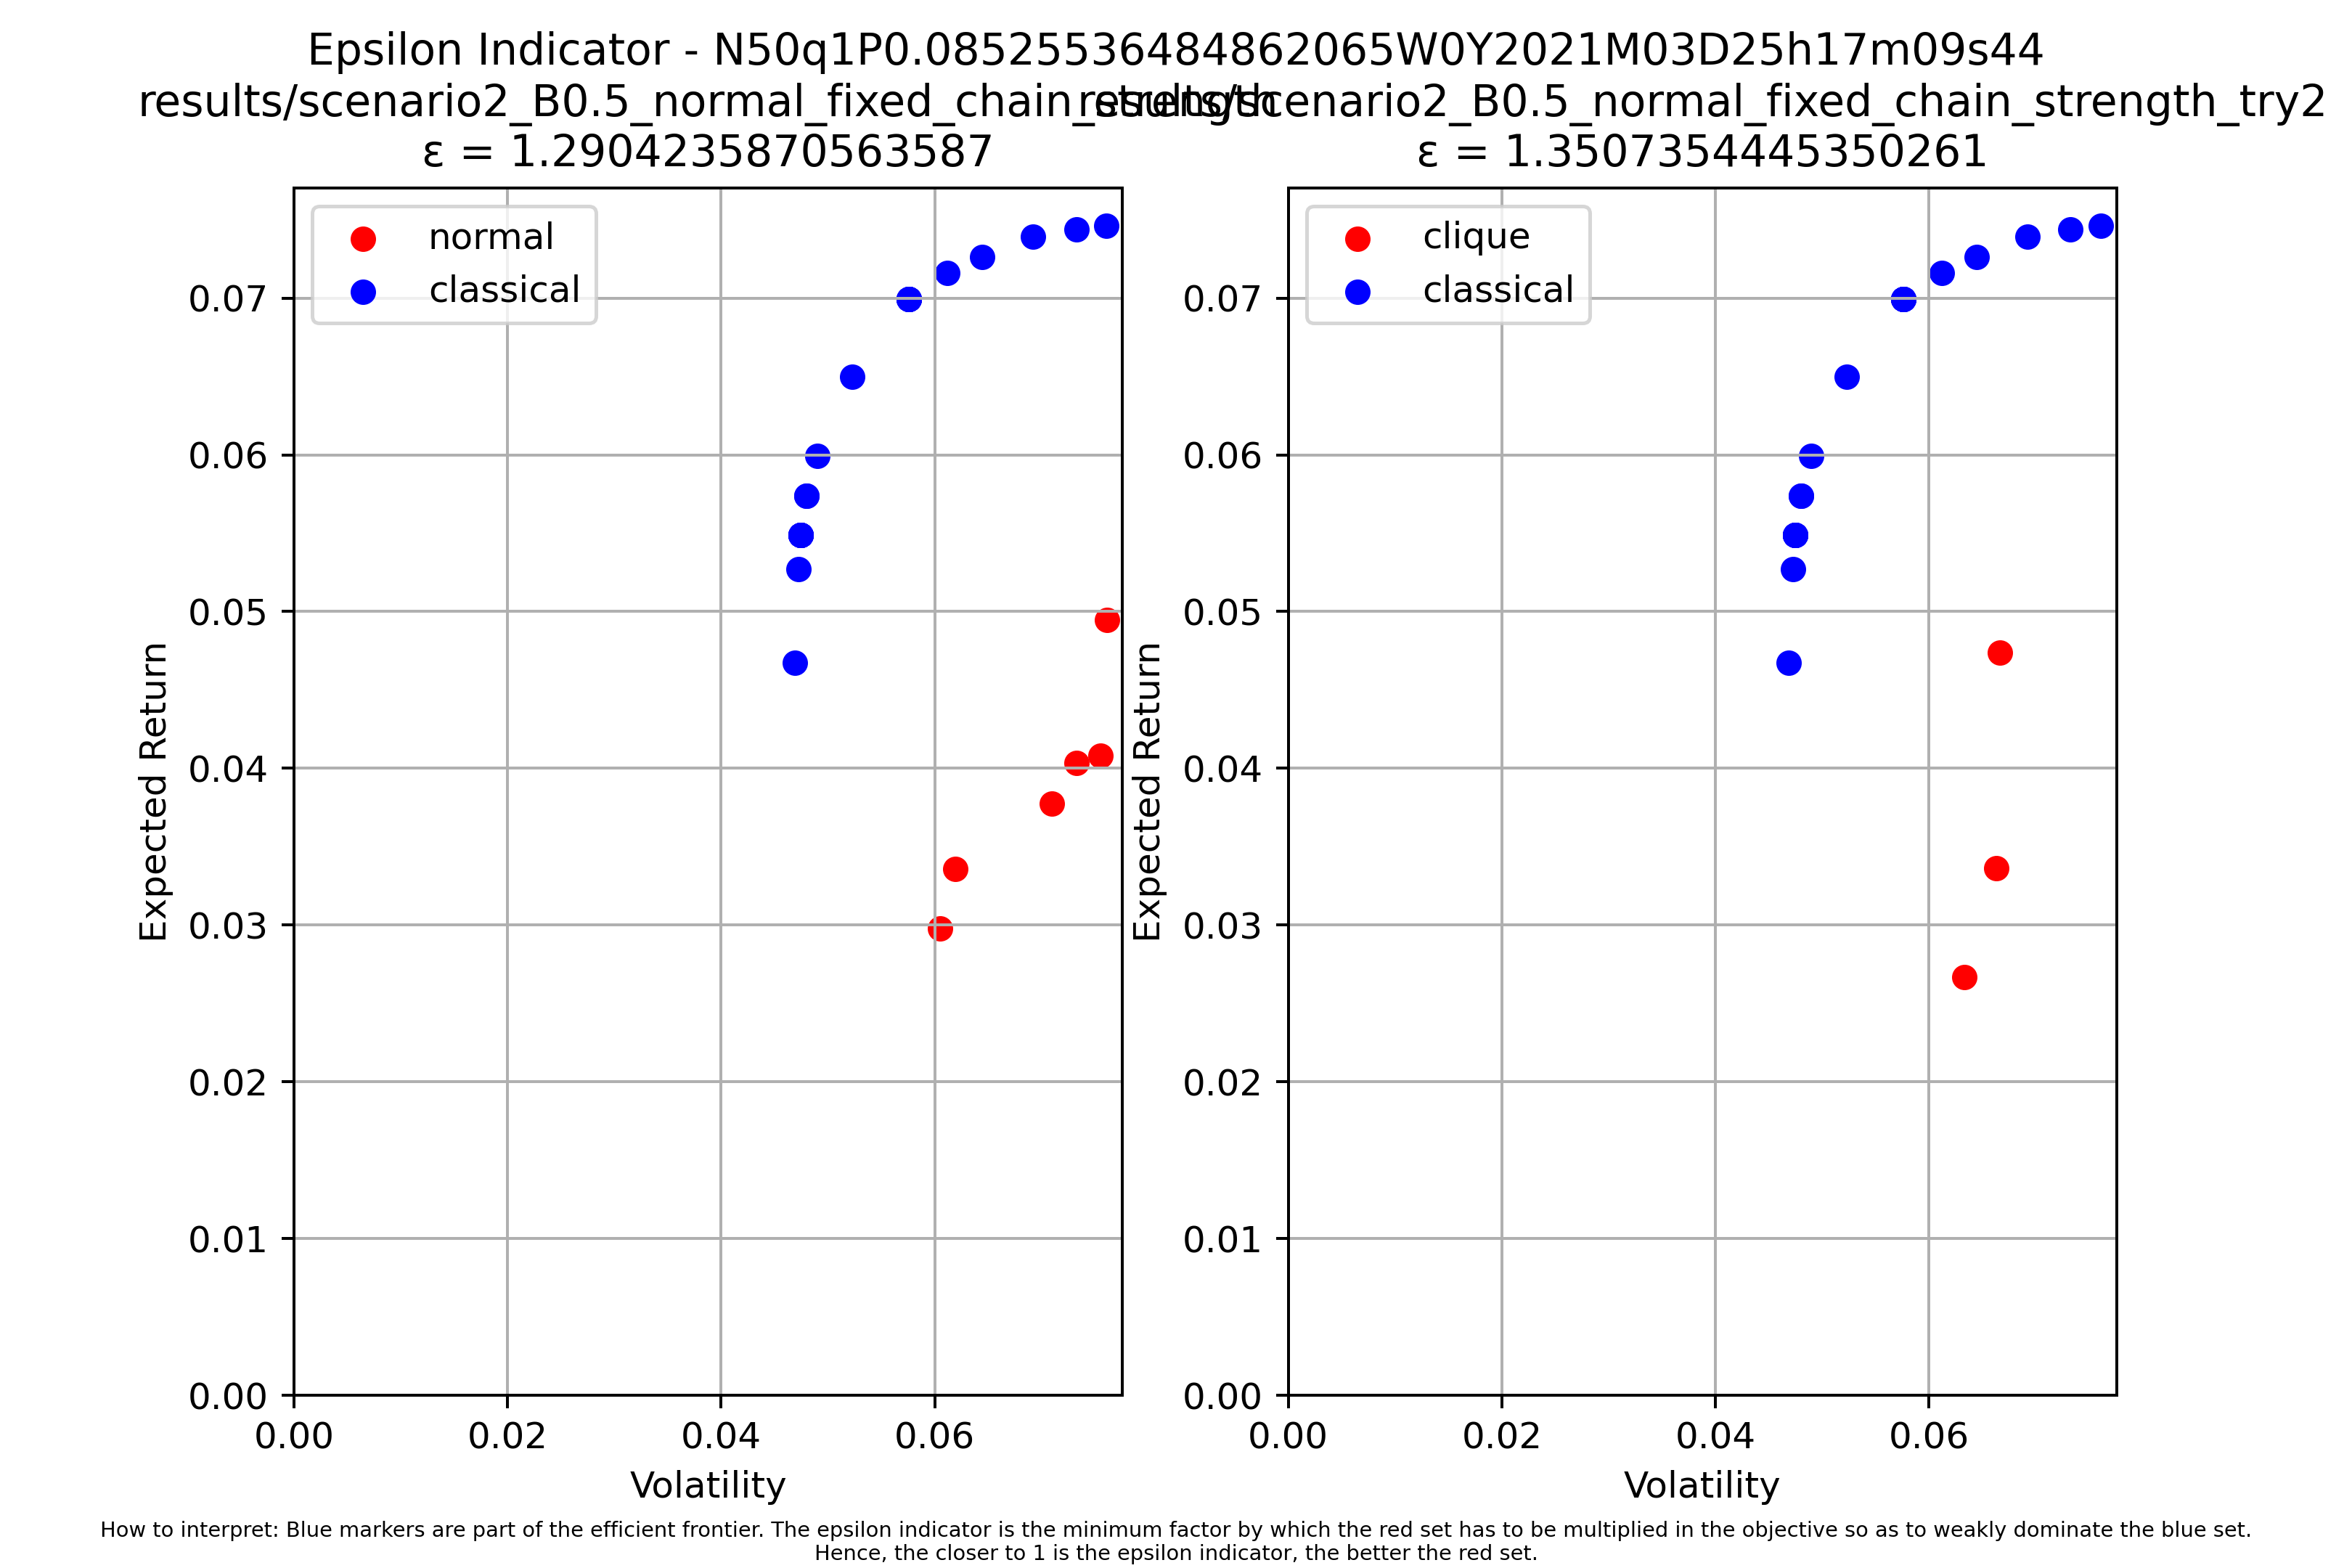 Epsilon Indicator - N50q1P0.08525536484862065W0Y2021M03D25h17m09s44
results/scenario2_B0.5_normal_fixed_chain_strength
results/scenario2_B0.5_normal_fixed_chain_strength_try2
ε = 1.2904235870563587
ε = 1.3507354445350261
normal
classical
clique
classical
0.07
0.06
0.05
0.04
0.03
0.02
0.01
0.00
Expected Return
0.00 0.02 0.04 0.06
Volatility
0.07
0.06
0.05
0.04
0.03
0.02
0.01
0.00
Expected Return
0.00 0.02 0.04 0.06
Volatility
How to interpret: Blue markers are part of the efficient frontier. The epsilon indicator is the minimum factor by which the red set has to be multiplied in the objective so as to weakly dominate the blue set.
Hence, the closer to 1 is the epsilon indicator, the better the red set.